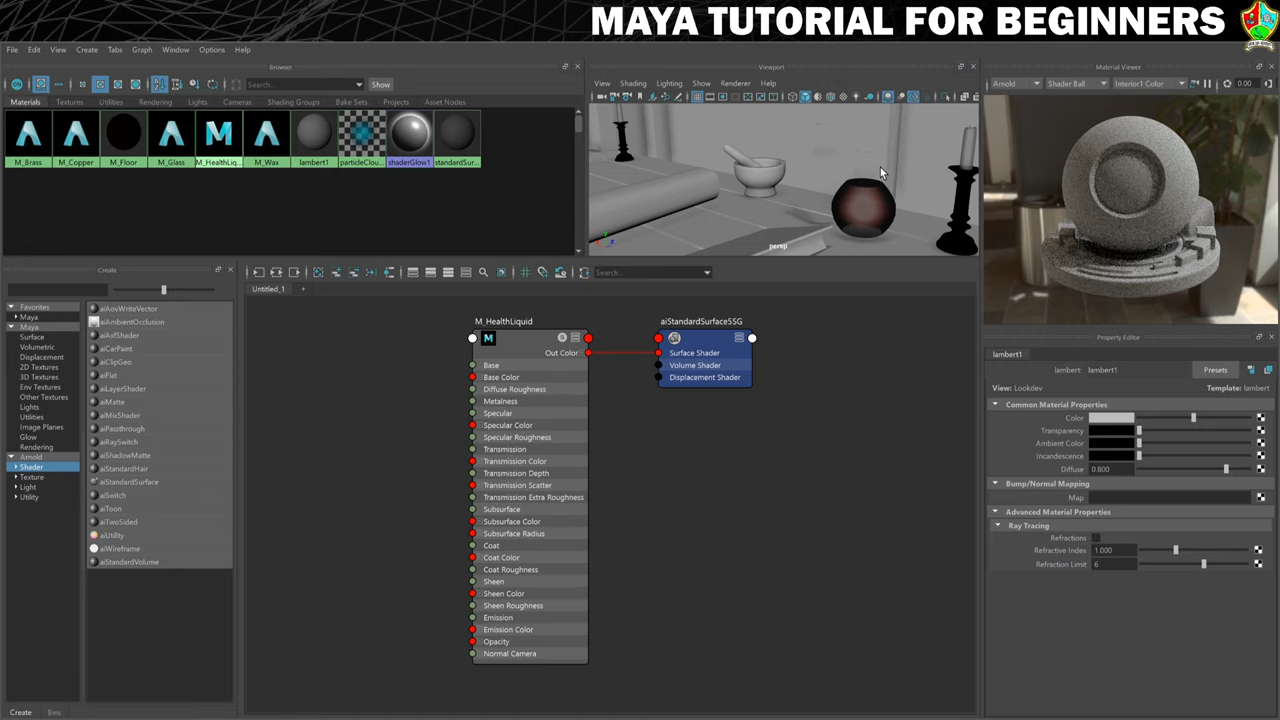 MAYA TUTORIAL FOR BEGINNERS
File Edit View Create Tabs Graph Window Options Help
Browser
Viewport
Material Viewer
Search... Show
View Shading Lighting Show Renderer Help
Arnold Shader Ball Interior1 Color 0.00
Materials Textures Utilities Rendering Lights Cameras Shading Groups Bake Sets Projects Asset Nodes
M_Brass M_Copper M_Floor M_Glass M_HealthLiq... M_Wax lambert1 particleClou... shaderGlow1 standardSur...
persp
Create
Search...
Untitled_1 +
Favorites
Maya
Maya
Surface
Volumetric
Displacement
2D Textures
3D Textures
Env Textures
Other Textures
Lights
Utilities
Image Planes
Glow
Rendering
Arnold
Shader
Texture
Light
Utility
aiAovWriteVector
aiAmbientOcclusion
aiAxfShader
aiCarPaint
aiClipGeo
aiFlat
aiLayerShader
aiMatte
aiMixShader
aiPassthrough
aiRaySwitch
aiShadowMatte
aiStandardHair
aiStandardSurface
aiSwitch
aiToon
aiTwoSided
aiUtility
aiWireframe
aiStandardVolume
M_HealthLiquid
M S
Out Color
Base
Base Color
Diffuse Roughness
Metalness
Specular
Specular Color
Specular Roughness
Transmission
Transmission Color
Transmission Depth
Transmission Scatter
Transmission Extra Roughness
Subsurface
Subsurface Color
Subsurface Radius
Coat
Coat Color
Coat Roughness
Sheen
Sheen Color
Sheen Roughness
Emission
Emission Color
Opacity
Normal Camera
aiStandardSurface5SG
Surface Shader
Volume Shader
Displacement Shader
Property Editor
lambert1
lambert: lambert1 Presets
View: Lookdev Template: lambert
Common Material Properties
Color
Transparency
Ambient Color
Incandescence
Diffuse 0.800
Bump/Normal Mapping
Map
Advanced Material Properties
Ray Tracing
Refractions
Refractive Index 1.000
Refraction Limit 6
Create Bins